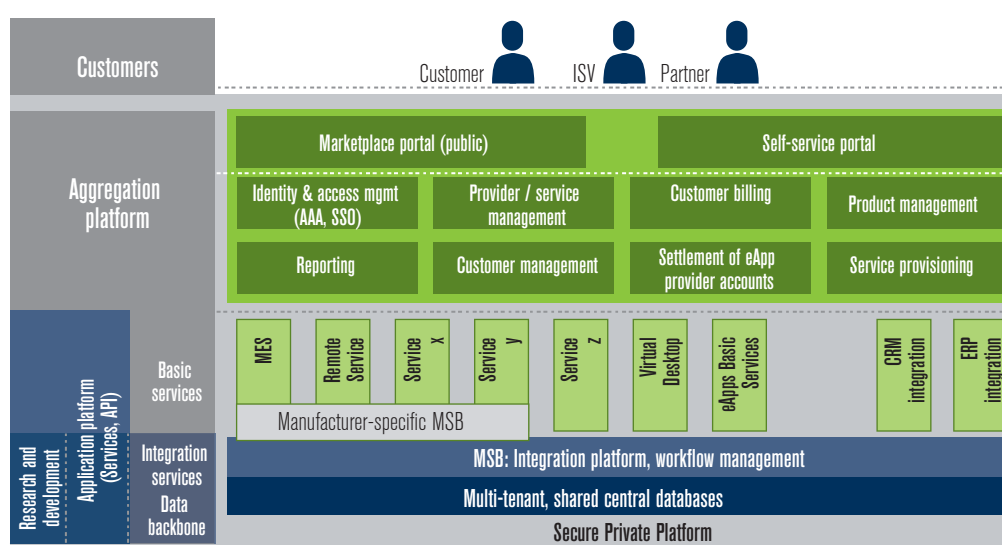 Customers
Customer
ISV
Partner
Aggregation
platform
Marketplace portal (public)
Self-service portal
Identity & access mgmt
(AAA, SSO)
Provider / service
management
Customer billing
Product management
Reporting
Customer management
Settlement of eApp
provider accounts
Service provisioning
Basic
services
MES
Remote
Service
Service
x
Service
y
Service
z
Virtual
Desktop
eApps Basic
Services
CRM
integration
ERP
integration
Manufacturer-specific MSB
Research and
development
Application platform
(Services, API)
Integration
services
Data
backbone
MSB: Integration platform, workflow management
Multi-tenant, shared central databases
Secure Private Platform